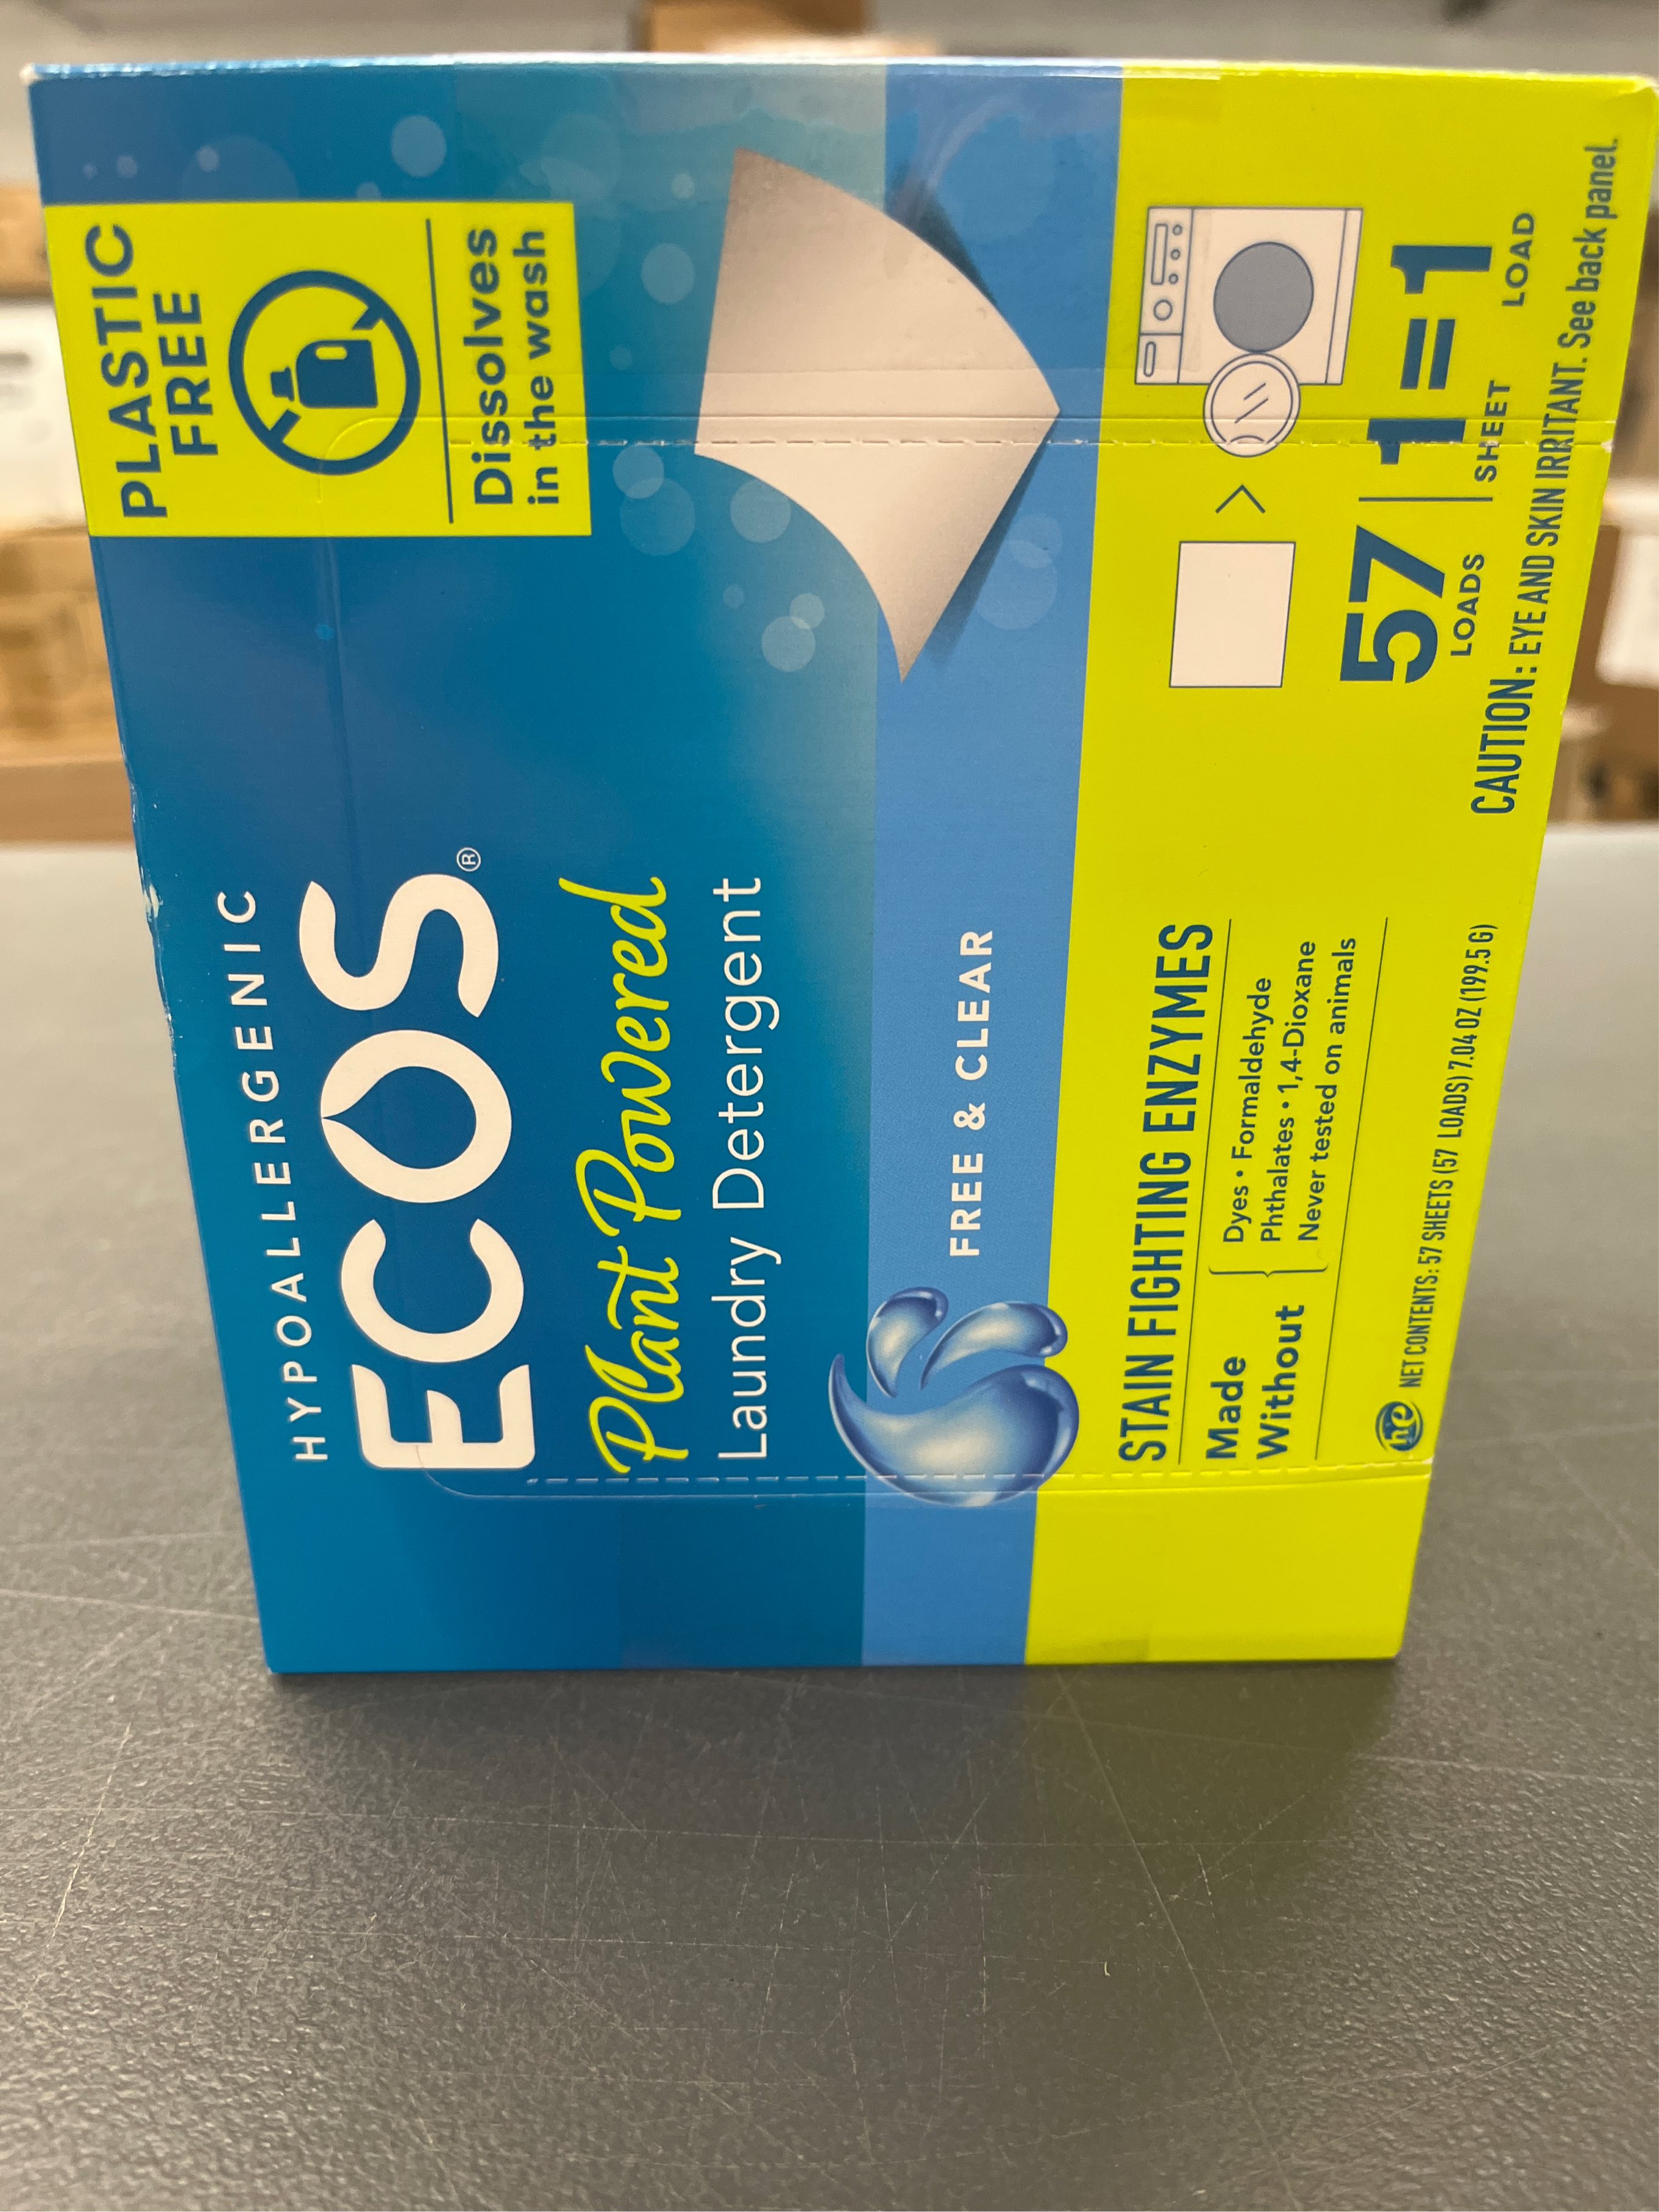 HYPOALLERGENIC
ECOS®
Plant Powered
Laundry Detergent
PLASTIC
FREE
Dissolves
in the wash
FREE & CLEAR
STAIN FIGHTING ENZYMES
Made
Without
Dyes • Formaldehyde
Phthalates • 1,4-Dioxane
Never tested on animals
>
57 | 1 = 1
LOADS SHEET LOAD
he NET CONTENTS: 57 SHEETS (57 LOADS) 7.04 OZ (199.5 G)
CAUTION: EYE AND SKIN IRRITANT. See back panel.